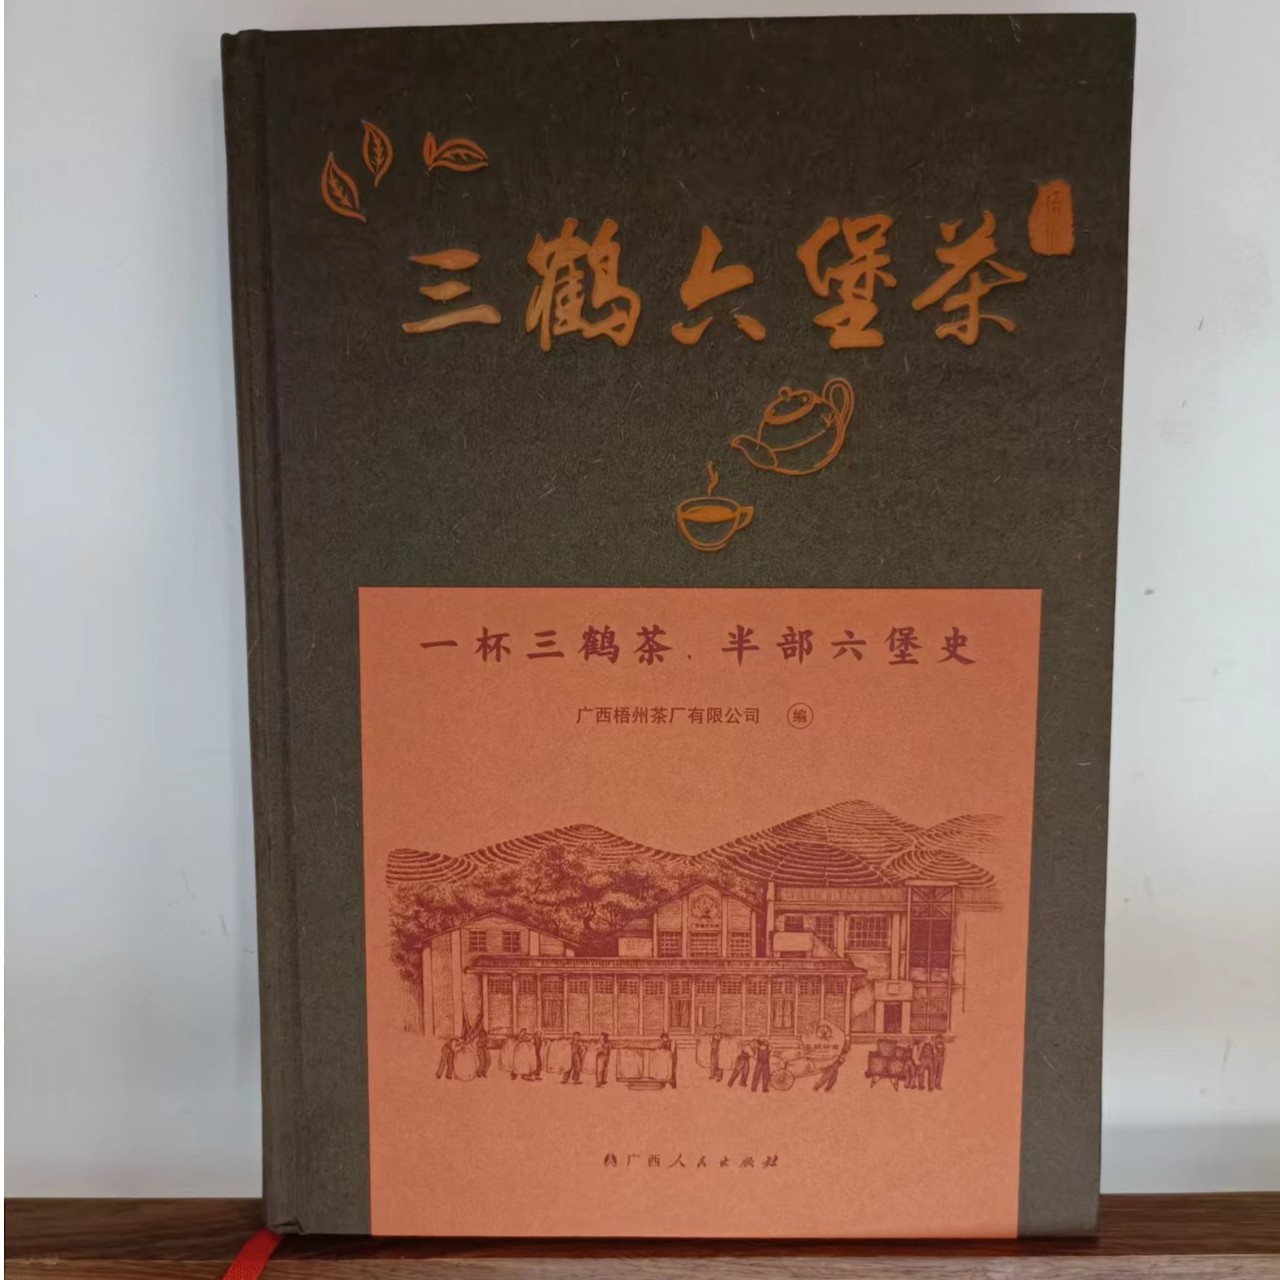 三鹤六堡茶
一杯三鹤茶．半部六堡史
广西梧州茶厂有限公司 编
广西人民出版社